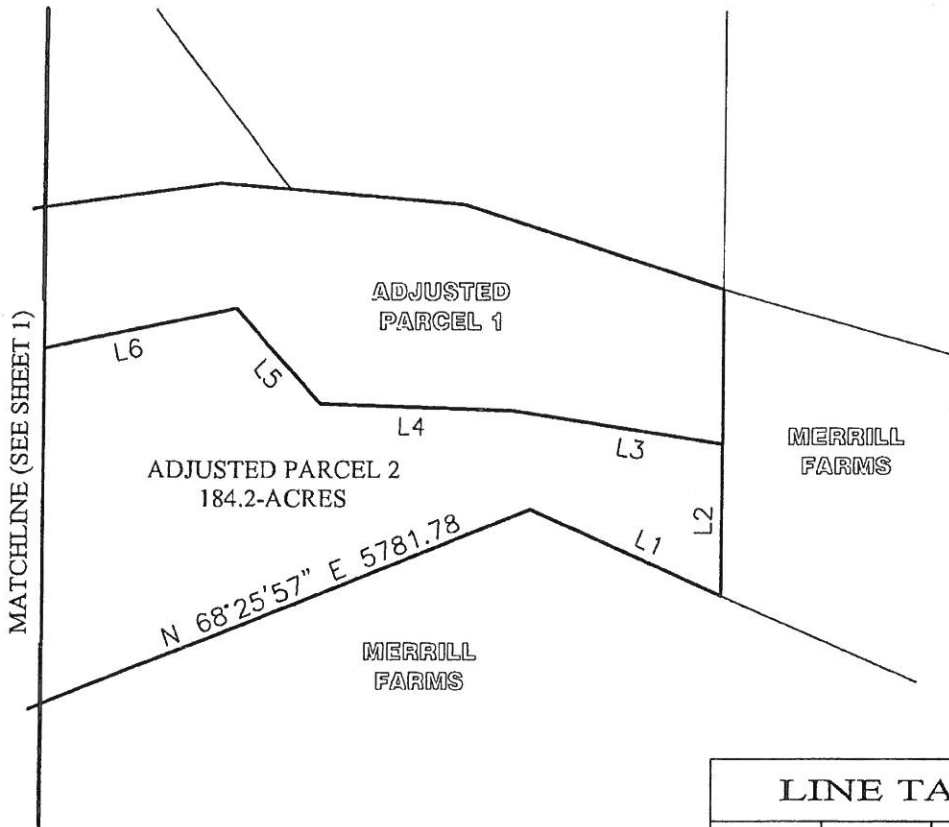 ADJUSTED
PARCEL 1
MATCHLINE (SEE SHEET 1)
L6
L5
L4
L3
MERRILL
FARMS
ADJUSTED PARCEL 2
184.2-ACRES
L2
L1
N 68°25'57" E 5781.78
MERRILL
FARMS
LINE TA